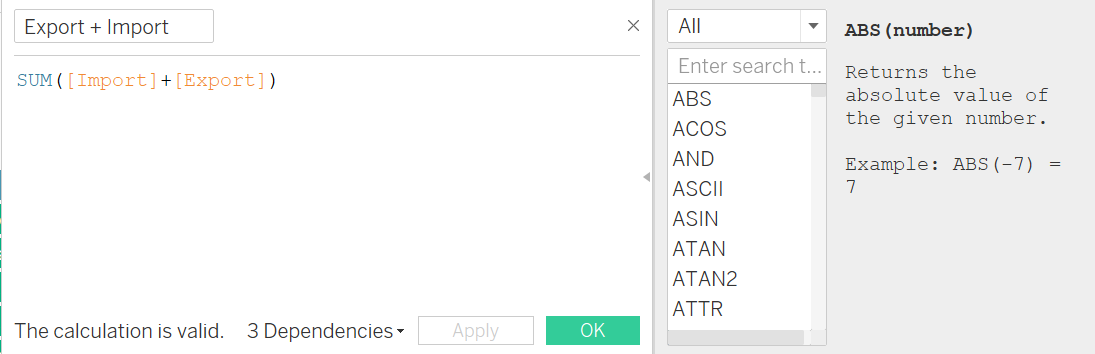 Export + Import
SUM([Import]+[Export])
The calculation is valid.
3 Dependencies
Apply
OK
All
Enter search t...
ABS
ACOS
AND
ASCII
ASIN
ATAN
ATAN2
ATTR
ABS(number)
Returns the
absolute value of
the given number.
Example: ABS(-7) =
7